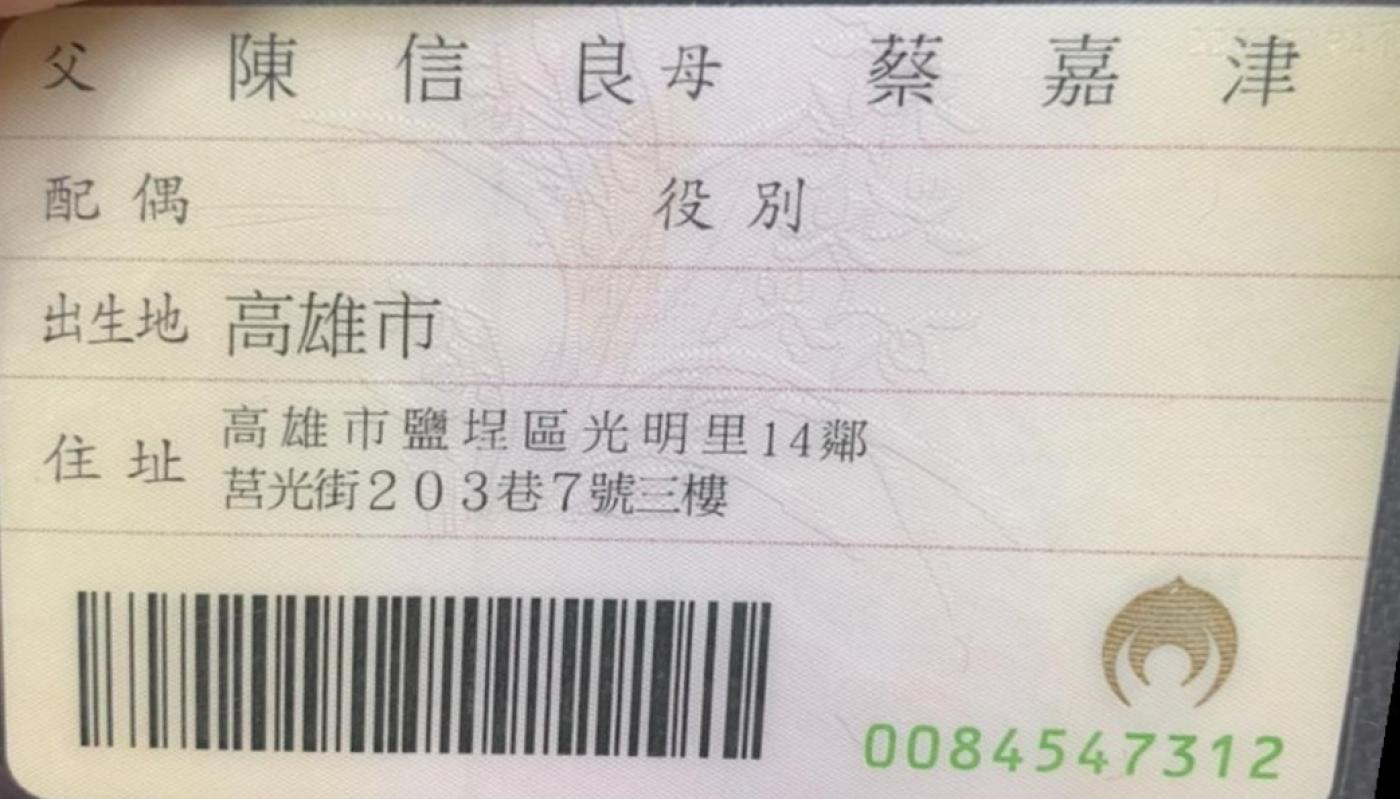 父 陳信良 母 蔡嘉津
配偶 役別
出生地 高雄市
住址 高雄市鹽埕區光明里14鄰
莒光街203巷7號三樓
0084547312